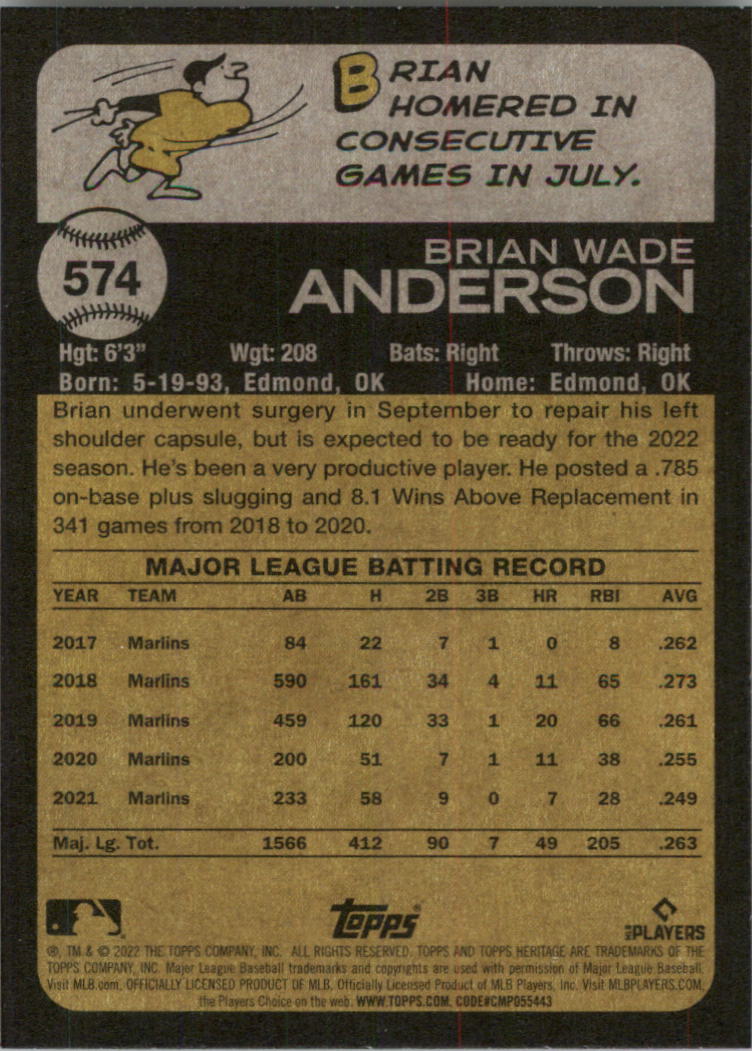 BRIAN
HOMERED IN
CONSECUTIVE
GAMES IN JULY.
574
BRIAN WADE
ANDERSON
Hgt: 6'3" Wgt: 208 Bats: Right Throws: Right
Born: 5-19-93, Edmond, OK Home: Edmond, OK
Brian underwent surgery in September to repair his left
shoulder capsule, but is expected to be ready for the 2022
season. He's been a very productive player. He posted a .785
on-base plus slugging and 8.1 Wins Above Replacement in
341 games from 2018 to 2020.
MAJOR LEAGUE BATTING RECORD
YEAR TEAM AB H 2B 3B HR RBI AVG
2017 Marlins 84 22 7 1 0 8 .262
2018 Marlins 590 161 34 4 11 65 .273
2019 Marlins 459 120 33 1 20 66 .261
2020 Marlins 200 51 7 1 11 38 .255
2021 Marlins 233 58 9 0 7 28 .249
Maj. Lg. Tot. 1566 412 90 7 49 205 .263
Topps
PLAYERS
®, TM & © 2022 THE TOPPS COMPANY, INC. ALL RIGHTS RESERVED. TOPPS AND TOPPS HERITAGE ARE TRADEMARKS OF THE
TOPPS COMPANY, INC. Major League Baseball trademarks and copyrights are used with permission of Major League Baseball.
Visit MLB.com. OFFICIALLY LICENSED PRODUCT OF MLB. Officially Licensed Product of MLB Players, Inc. Visit MLBPLAYERS.COM,
the Players Choice on the web. WWW.TOPPS.COM. CODE#CMP055443